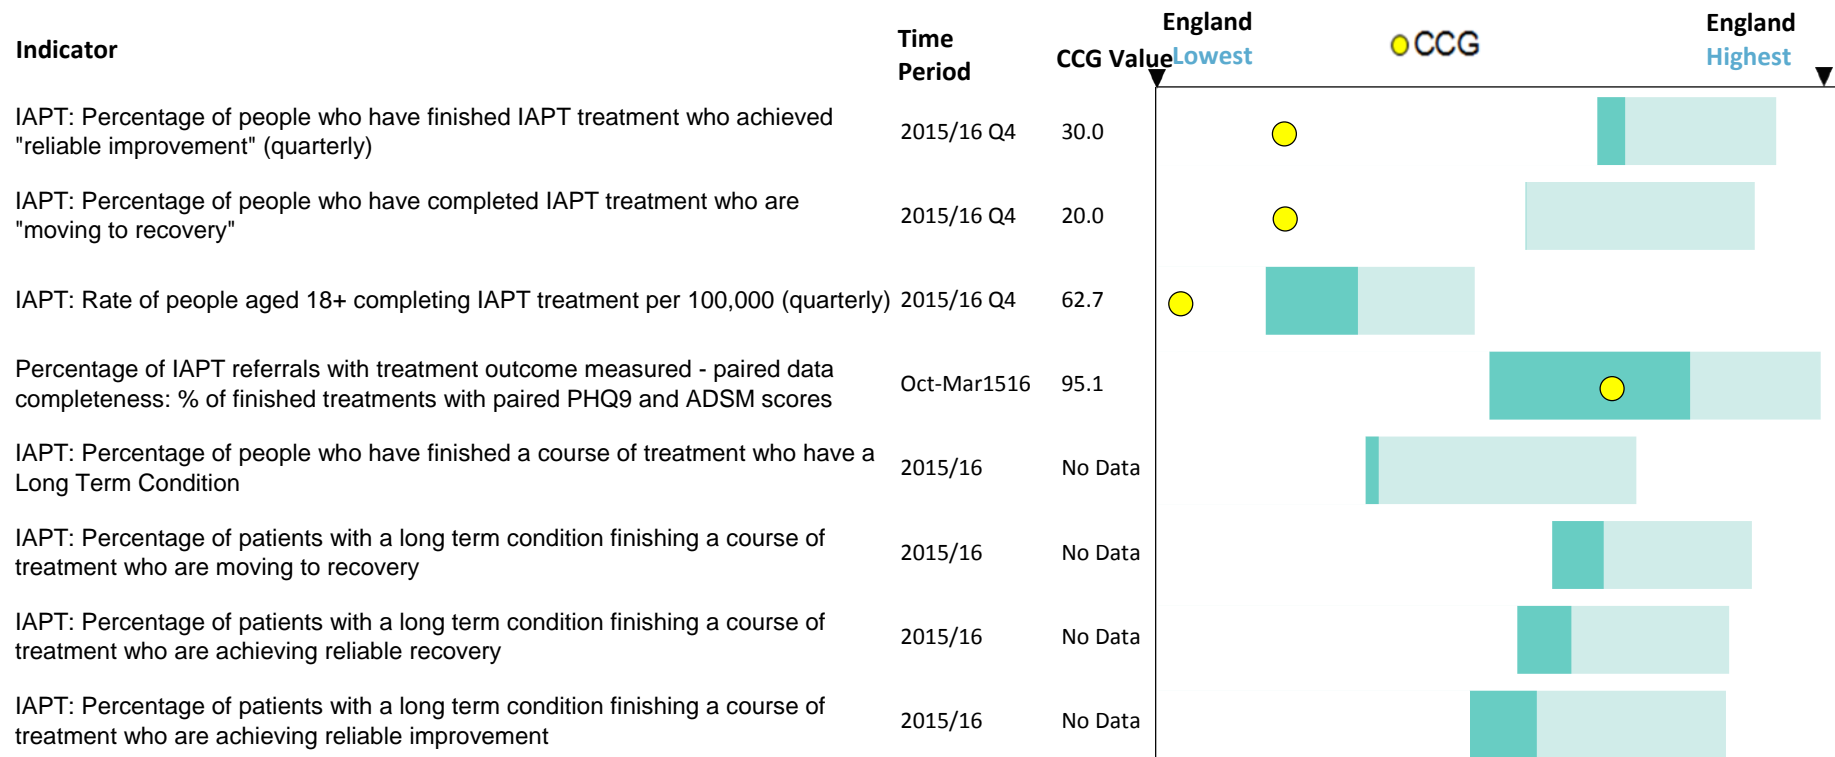 Indicator
Time
Period
CCG Value
England
Lowest
CCG
England
Highest
IAPT: Percentage of people who have finished IAPT treatment who achieved
"reliable improvement" (quarterly)
2015/16 Q4
30.0
IAPT: Percentage of people who have completed IAPT treatment who are
"moving to recovery"
2015/16 Q4
20.0
IAPT: Rate of people aged 18+ completing IAPT treatment per 100,000 (quarterly)
2015/16 Q4
62.7
Percentage of IAPT referrals with treatment outcome measured - paired data
completeness: % of finished treatments with paired PHQ9 and ADSM scores
Oct-Mar1516
95.1
IAPT: Percentage of people who have finished a course of treatment who have a
Long Term Condition
2015/16
No Data
IAPT: Percentage of patients with a long term condition finishing a course of
treatment who are moving to recovery
2015/16
No Data
IAPT: Percentage of patients with a long term condition finishing a course of
treatment who are achieving reliable recovery
2015/16
No Data
IAPT: Percentage of patients with a long term condition finishing a course of
treatment who are achieving reliable improvement
2015/16
No Data